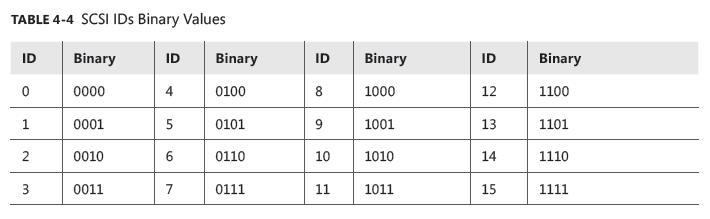 TABLE 4-4 SCSI IDs Binary Values
ID Binary ID Binary ID Binary ID Binary
0 0000 4 0100 8 1000 12 1100
1 0001 5 0101 9 1001 13 1101
2 0010 6 0110 10 1010 14 1110
3 0011 7 0111 11 1011 15 1111